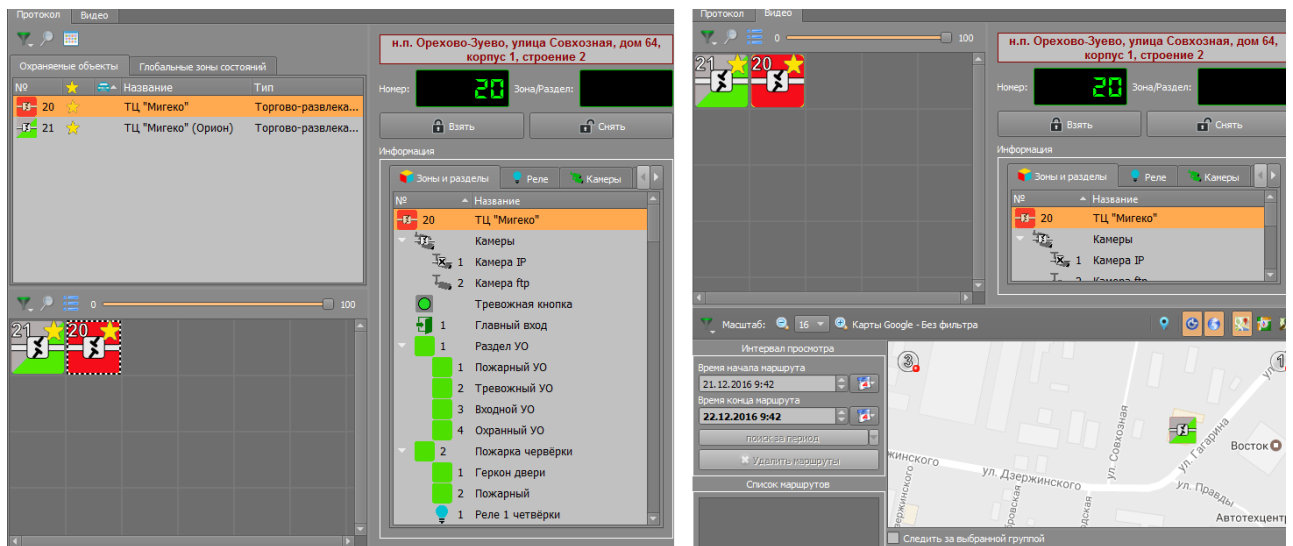 Протокол Видео
Охраняемые объекты Глобальные зоны состояний
№ Название Тип
20 ТЦ "Мигеко" Торгово-развлека...
21 ТЦ "Мигеко" (Орион) Торгово-развлека...
0 100
21 20
н.п. Орехово-Зуево, улица Совхозная, дом 64,
корпус 1, строение 2
Номер: 20 Зона/Раздел:
Взять Снять
Информация
Зоны и разделы Реле Камеры
№ Название
20 ТЦ "Мигеко"
Камеры
1 Камера IP
2 Камера ftp
Тревожная кнопка
1 Главный вход
1 Раздел УО
1 Пожарный УО
2 Тревожный УО
3 Входной УО
4 Охранный УО
2 Пожарка червёрки
1 Геркон двери
2 Пожарный
1 Реле 1 четвёрки
Протокол Видео
0 100
21 20
н.п. Орехово-Зуево, улица Совхозная, дом 64,
корпус 1, строение 2
Номер: 20 Зона/Раздел:
Взять Снять
Информация
Зоны и разделы Реле Камеры
№ Название
20 ТЦ "Мигеко"
Камеры
1 Камера IP
2 Камера ftp
Масштаб: 16 Карты Google - Без фильтра
Интервал просмотра
Время начала маршрута
21.12.2016 9:42
Время конца маршрута
22.12.2016 9:42
поиск за период
Удалить маршруты
Список маршрутов
3
1
ул. Совхозная
ул. Гагарина
Восток
жинского
ул. Дзержинского
ул. Правды
Автотехцент
Следить за выбранной группой